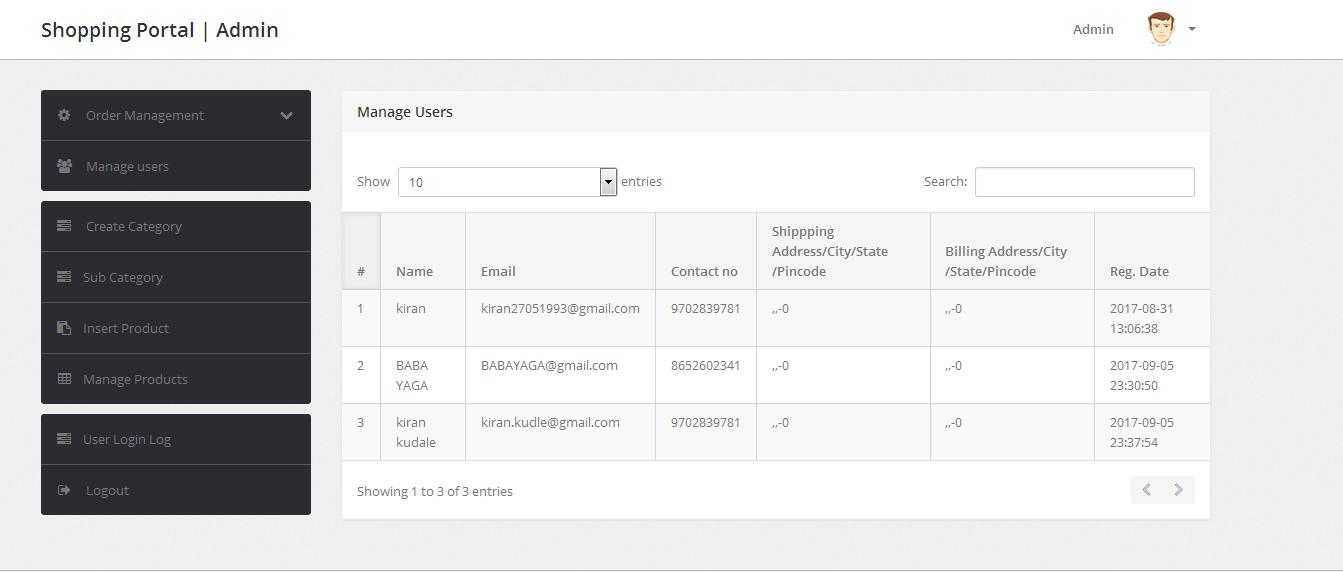 Shopping Portal | Admin
Admin
Order Management
Manage users
Create Category
Sub Category
Insert Product
Manage Products
User Login Log
Logout
Manage Users
Show 10 entries
Search:
# Name Email Contact no Shippping Address/City/State /Pincode Billing Address/City /State/Pincode Reg. Date
1 kiran kiran27051993@gmail.com 9702839781 ,,-0 ,,-0 2017-08-31 13:06:38
2 BABA YAGA BABAYAGA@gmail.com 8652602341 ,,-0 ,,-0 2017-09-05 23:30:50
3 kiran kudale kiran.kudle@gmail.com 9702839781 ,,-0 ,,-0 2017-09-05 23:37:54
Showing 1 to 3 of 3 entries